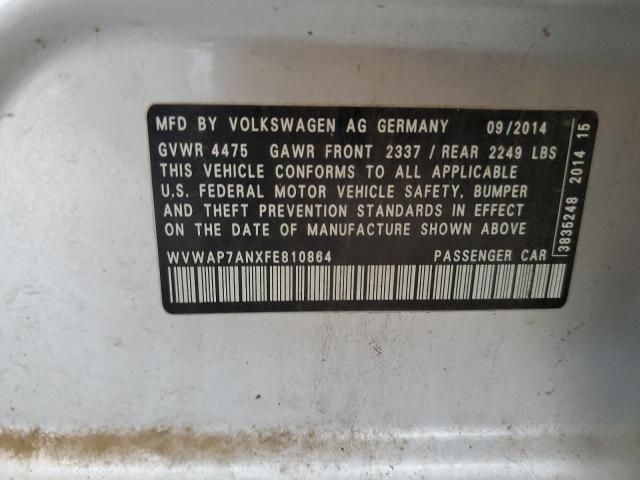 MFD BY VOLKSWAGEN AG GERMANY 09/2014
GVWR 4475 GAWR FRONT 2337 / REAR 2249 LBS
THIS VEHICLE CONFORMS TO ALL APPLICABLE
U.S. FEDERAL MOTOR VEHICLE SAFETY, BUMPER
AND THEFT PREVENTION STANDARDS IN EFFECT
ON THE DATE OF MANUFACTURE SHOWN ABOVE
WVWAP7ANXFE810864 PASSENGER CAR
3835248 2014 15